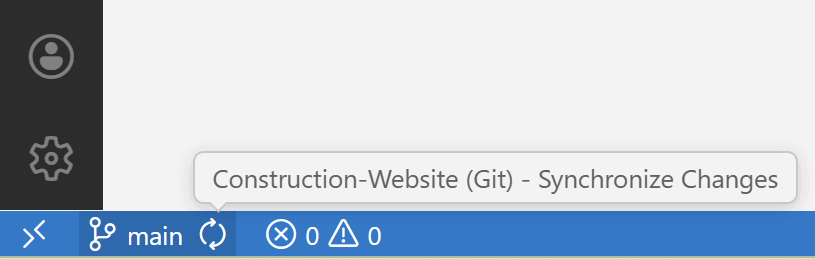 Construction-Website (Git) - Synchronize Changes
main 0 0